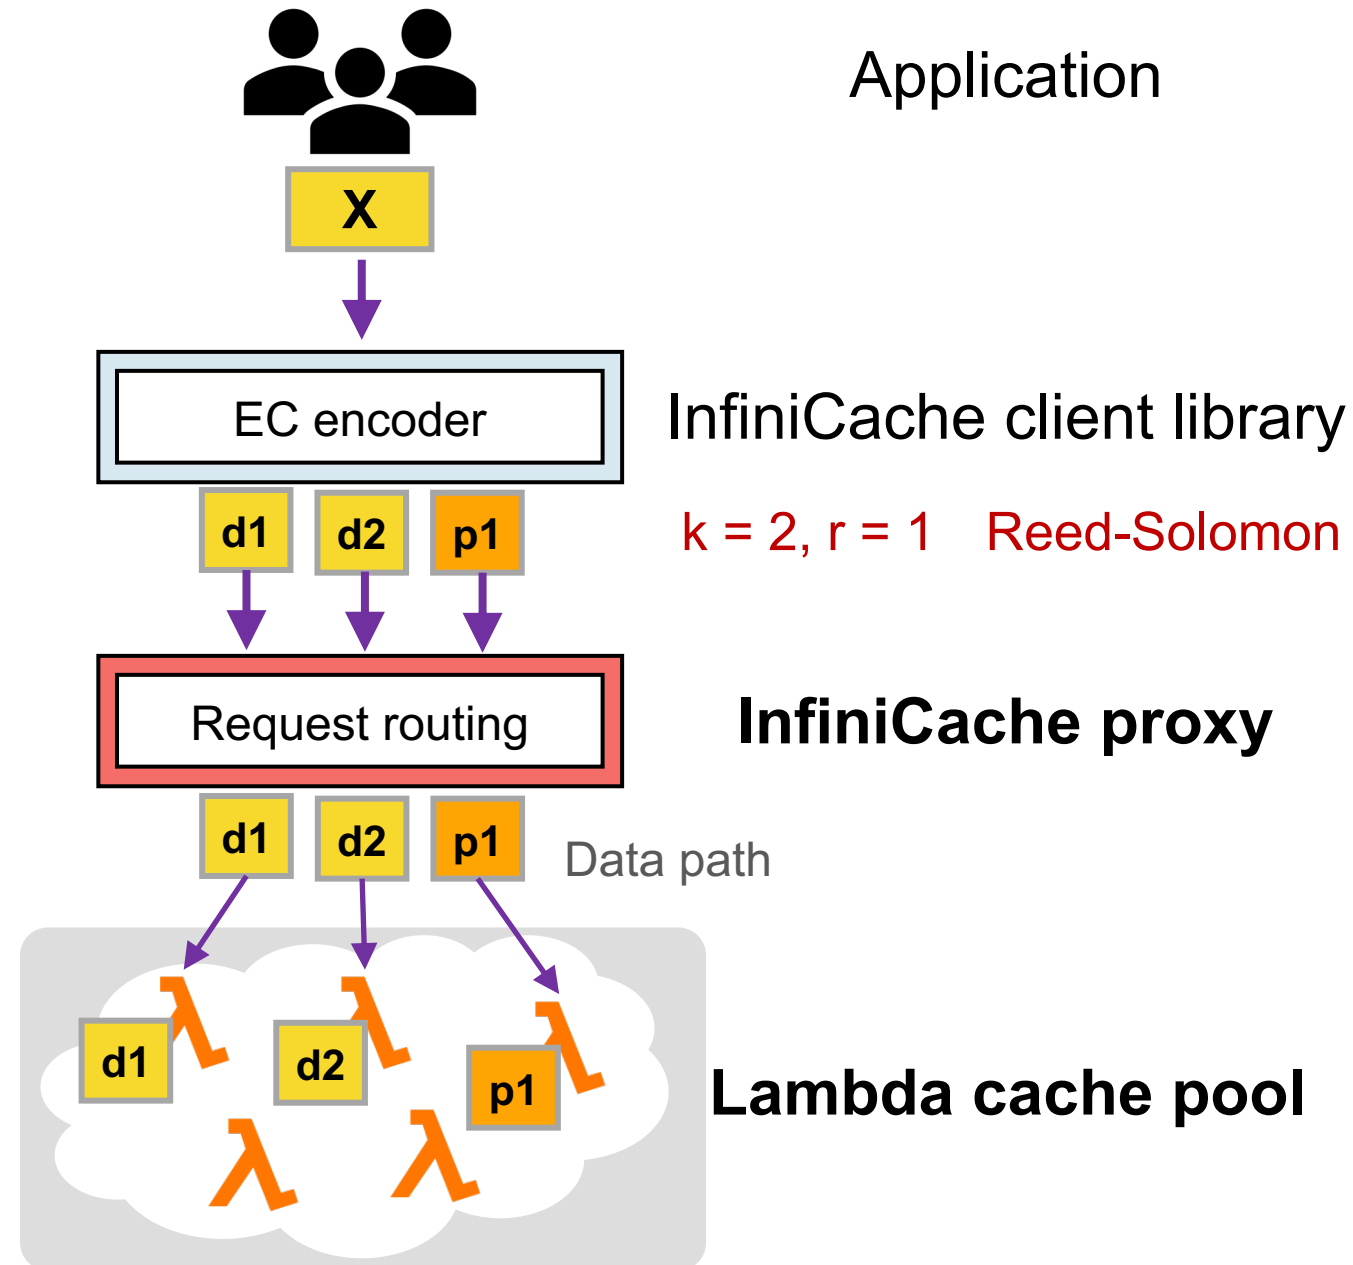 Application
X
EC encoder
InfiniCache client library
d1 d2 p1
k = 2, r = 1 Reed-Solomon
Request routing
InfiniCache proxy
d1 d2 p1
Data path
λ λ λ
d1 d2 p1
Lambda cache pool
λ λ